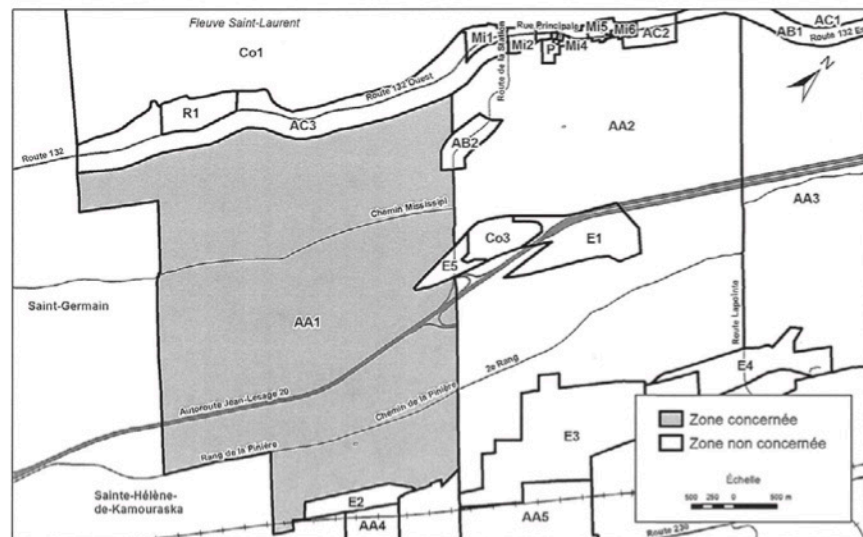 Fleuve Saint-Laurent
Co1
R1
AC3
Route 132
Route 132 Ouest
Mi1
Mi2
Rue Principale
Route de la Station
P
Mi4
Mi5
Mi6
AC2
AC1
AB1
Route 132 Es
N
AA2
AB2
AA3
Chemin Mississipi
Co3
E1
E5
Saint-Germain
AA1
Route Lapointe
2e Rang
E4
Autoroute Jean-Lesage 20
Chemin de la Pinière
Rang de la Pinière
E3
Sainte-Hélène-
de-Kamouraska
E2
AA4
AA5
Route 230
Zone concernée
Zone non concernée
Échelle
500 250 0 500 m